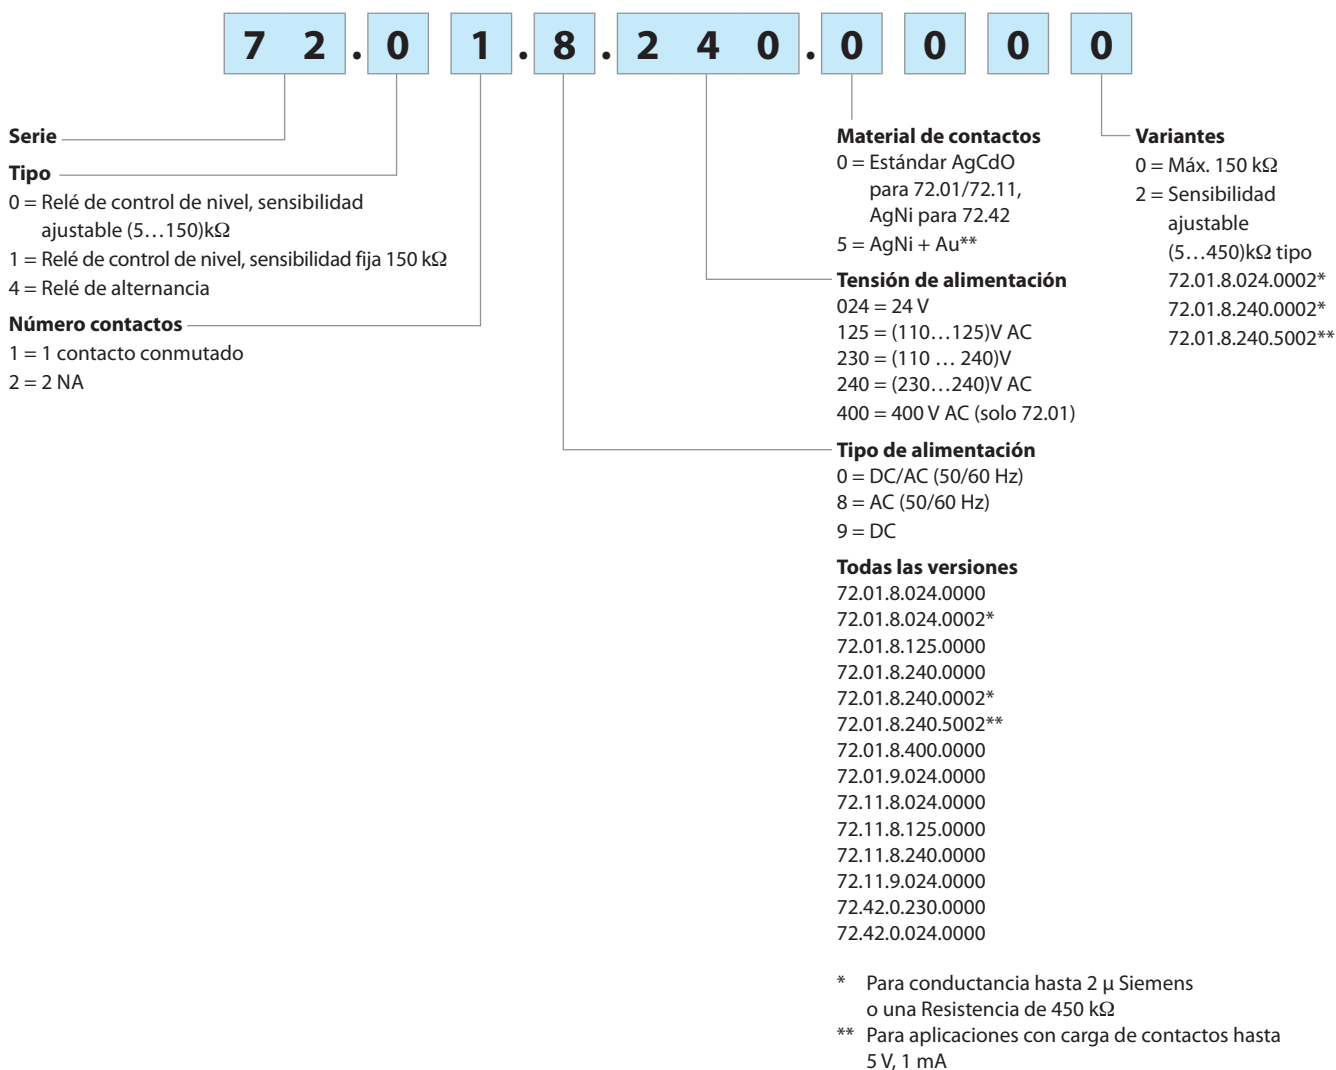 7 2 . 0 1 . 8 . 2 4 0 . 0 0 0 0
Serie
Tipo
0 = Relé de control de nivel, sensibilidad
ajustable (5…150)kΩ
1 = Relé de control de nivel, sensibilidad fija 150 kΩ
4 = Relé de alternancia
Número contactos
1 = 1 contacto conmutado
2 = 2 NA
Material de contactos
0 = Estándar AgCdO
para 72.01/72.11,
AgNi para 72.42
5 = AgNi + Au**
Tensión de alimentación
024 = 24 V
125 = (110…125)V AC
230 = (110 … 240)V
240 = (230…240)V AC
400 = 400 V AC (solo 72.01)
Tipo de alimentación
0 = DC/AC (50/60 Hz)
8 = AC (50/60 Hz)
9 = DC
Todas las versiones
72.01.8.024.0000
72.01.8.024.0002*
72.01.8.125.0000
72.01.8.240.0000
72.01.8.240.0002*
72.01.8.240.5002**
72.01.8.400.0000
72.01.9.024.0000
72.11.8.024.0000
72.11.8.125.0000
72.11.8.240.0000
72.11.9.024.0000
72.42.0.230.0000
72.42.0.024.0000
* Para conductancia hasta 2 µ Siemens
o una Resistencia de 450 kΩ
** Para aplicaciones con carga de contactos hasta
5 V, 1 mA
Variantes
0 = Máx. 150 kΩ
2 = Sensibilidad
ajustable
(5…450)kΩ tipo
72.01.8.024.0002*
72.01.8.240.0002*
72.01.8.240.5002**